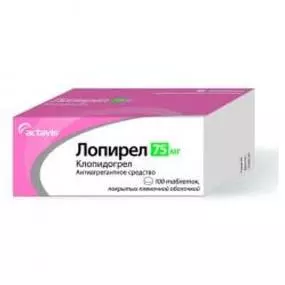 actavis
Лопирел 75 мг
Клопидогрел
Антиагрегантное средство
100 таблеток,
покрытых пленочной оболочкой